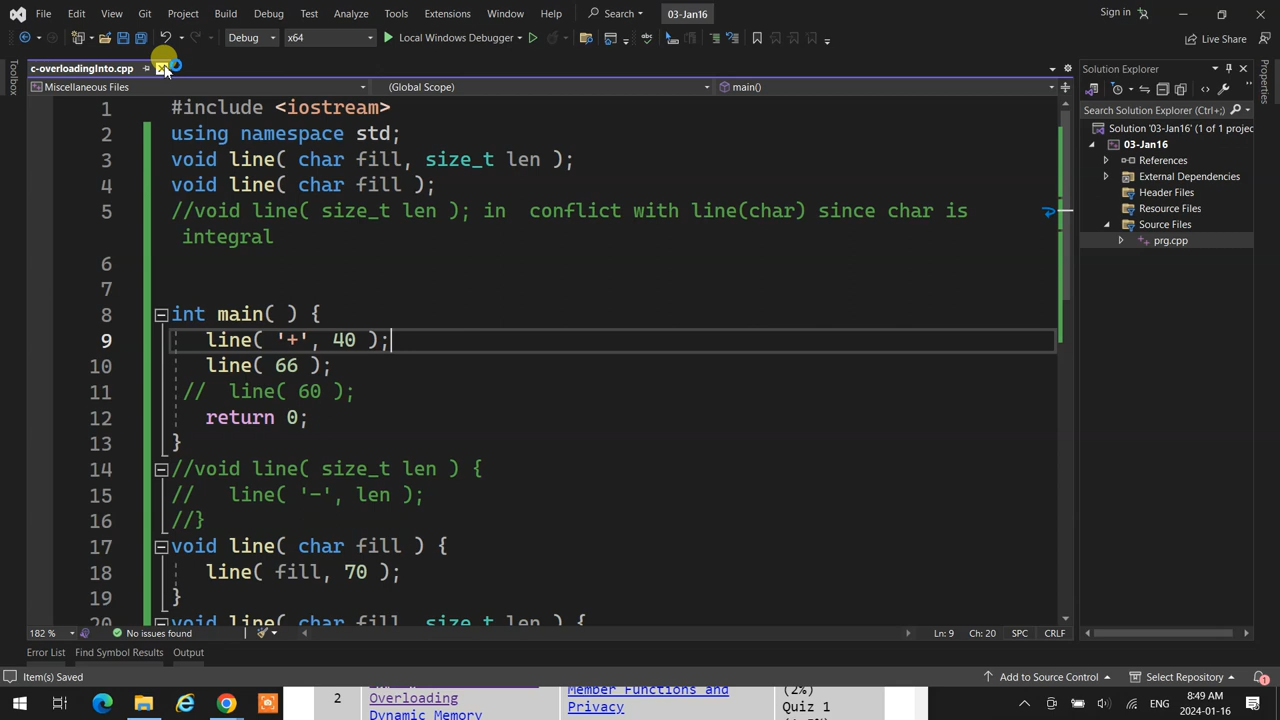 File Edit View Git Project Build Debug Test Analyze Tools Extensions Window Help Search 03-Jan16 Sign in
Debug x64 Local Windows Debugger Live Share
c-overloadingInto.cpp
Miscellaneous Files (Global Scope) main()
Toolbox
1 #include <iostream>
2 using namespace std;
3 void line( char fill, size_t len );
4 void line( char fill );
5 //void line( size_t len ); in  conflict with line(char) since char is
integral
6
7
8 int main( ) {
9 line( '+', 40 );
10 line( 66 );
11 //  line( 60 );
12 return 0;
13 }
14 //void line( size_t len ) {
15 //   line( '-', len );
16 //}
17 void line( char fill ) {
18 line( fill, 70 );
19 }
20 void line( char fill, size_t len ) {
182 % No issues found Ln: 9 Ch: 20 SPC CRLF
Solution Explorer
Search Solution Explorer (Ctrl+;)
Solution '03-Jan16' (1 of 1 projec
03-Jan16
References
External Dependencies
Header Files
Resource Files
Source Files
prg.cpp
Properties
Error List Find Symbol Results Output
Item(s) Saved Add to Source Control Select Repository 1
2 Overloading Member Functions and (2%)
Dynamic Memory Privacy Quiz 1
8:49 AM
2024-01-16